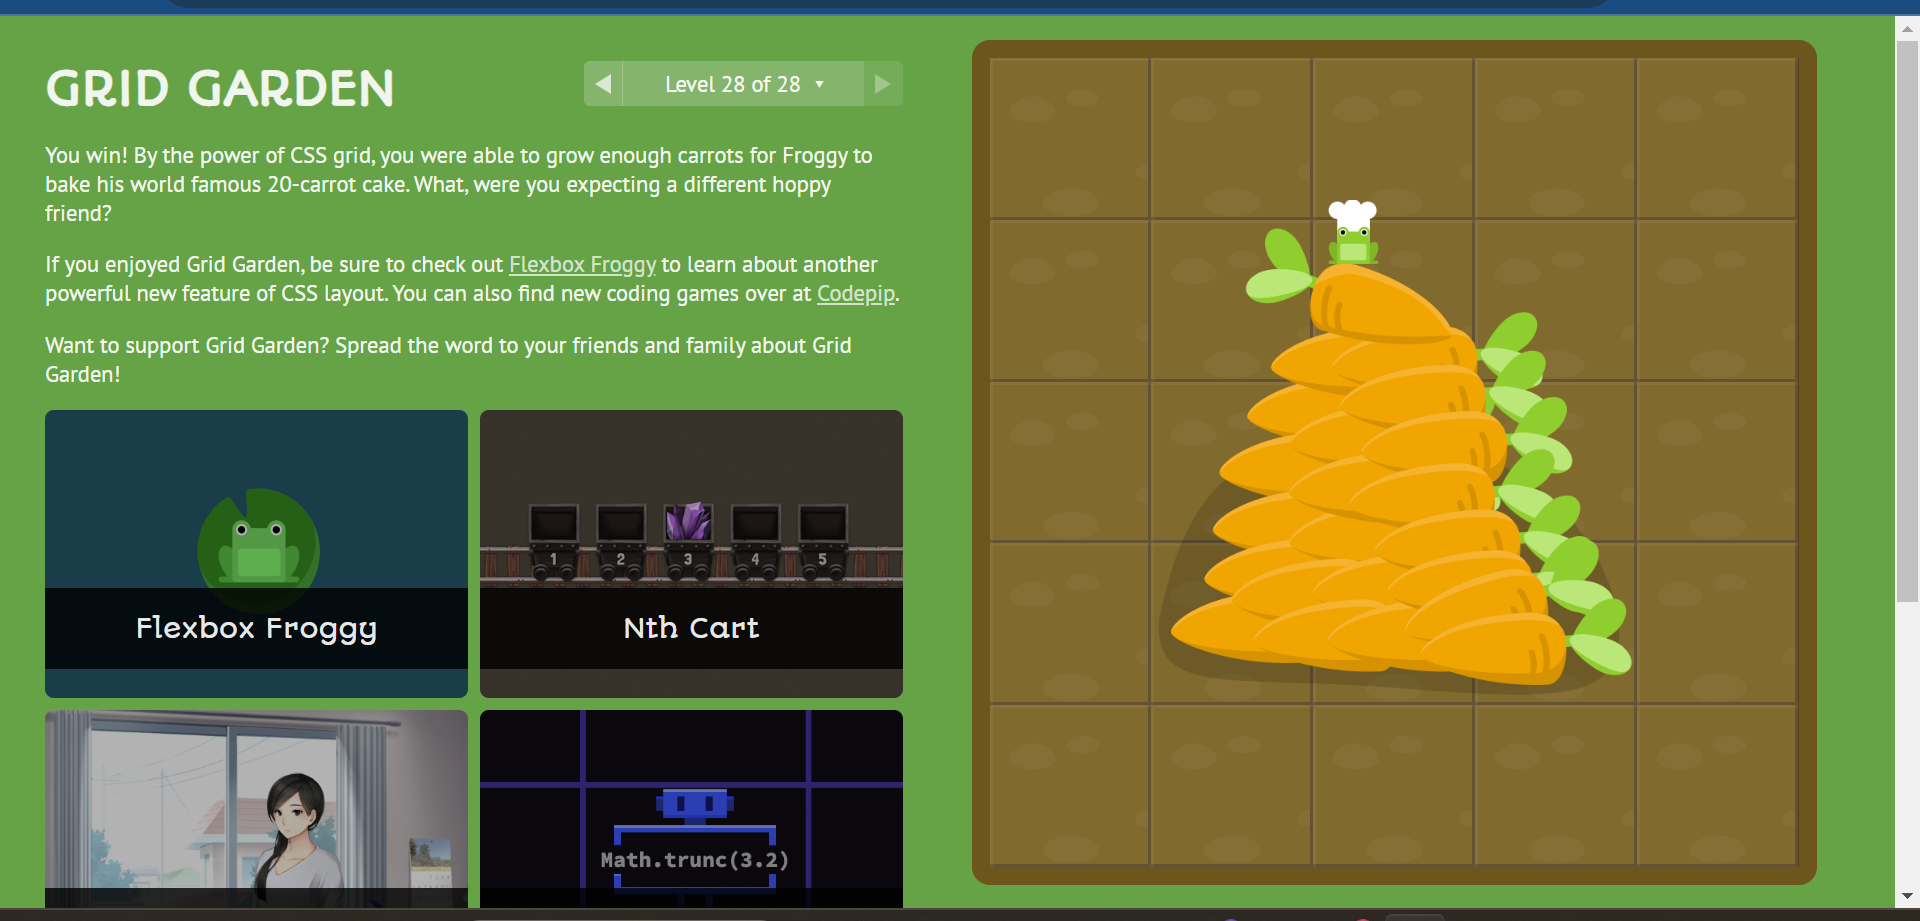 GRID GARDEN
Level 28 of 28
You win! By the power of CSS grid, you were able to grow enough carrots for Froggy to
bake his world famous 20-carrot cake. What, were you expecting a different hoppy
friend?
If you enjoyed Grid Garden, be sure to check out Flexbox Froggy to learn about another
powerful new feature of CSS layout. You can also find new coding games over at Codepip.
Want to support Grid Garden? Spread the word to your friends and family about Grid
Garden!
1 2 3 4 5
Flexbox Froggy
Nth Cart
Math.trunc(3.2)